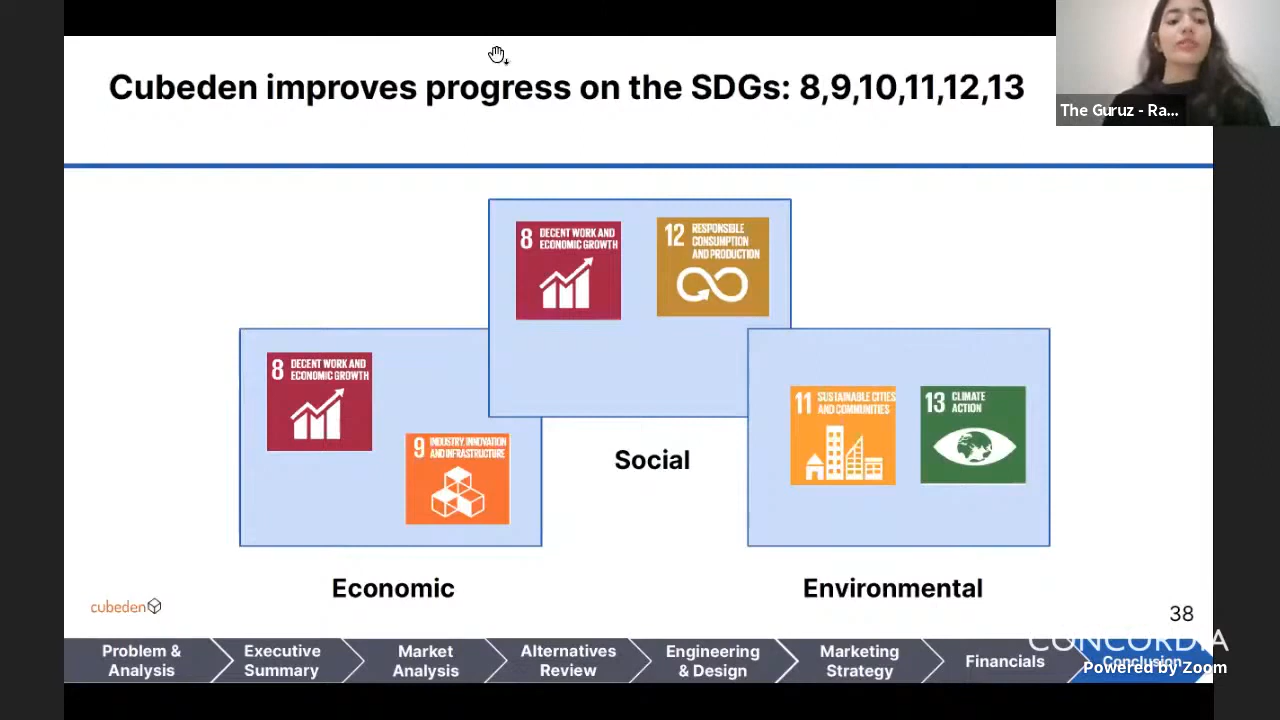 Cubeden improves progress on the SDGs: 8,9,10,11,12,13
The Guruz - Ra...
8 DECENT WORK AND
ECONOMIC GROWTH
12 RESPONSIBLE
CONSUMPTION
AND PRODUCTION
8 DECENT WORK AND
ECONOMIC GROWTH
9 INDUSTRY, INNOVATION
AND INFRASTRUCTURE
11 SUSTAINABLE CITIES
AND COMMUNITIES
13 CLIMATE
ACTION
Social
Economic
Environmental
cubeden
38
Problem &
Analysis
Executive
Summary
Market
Analysis
Alternatives
Review
Engineering
& Design
Marketing
Strategy
Financials
Conclusion
CONCORDIA
Powered by Zoom